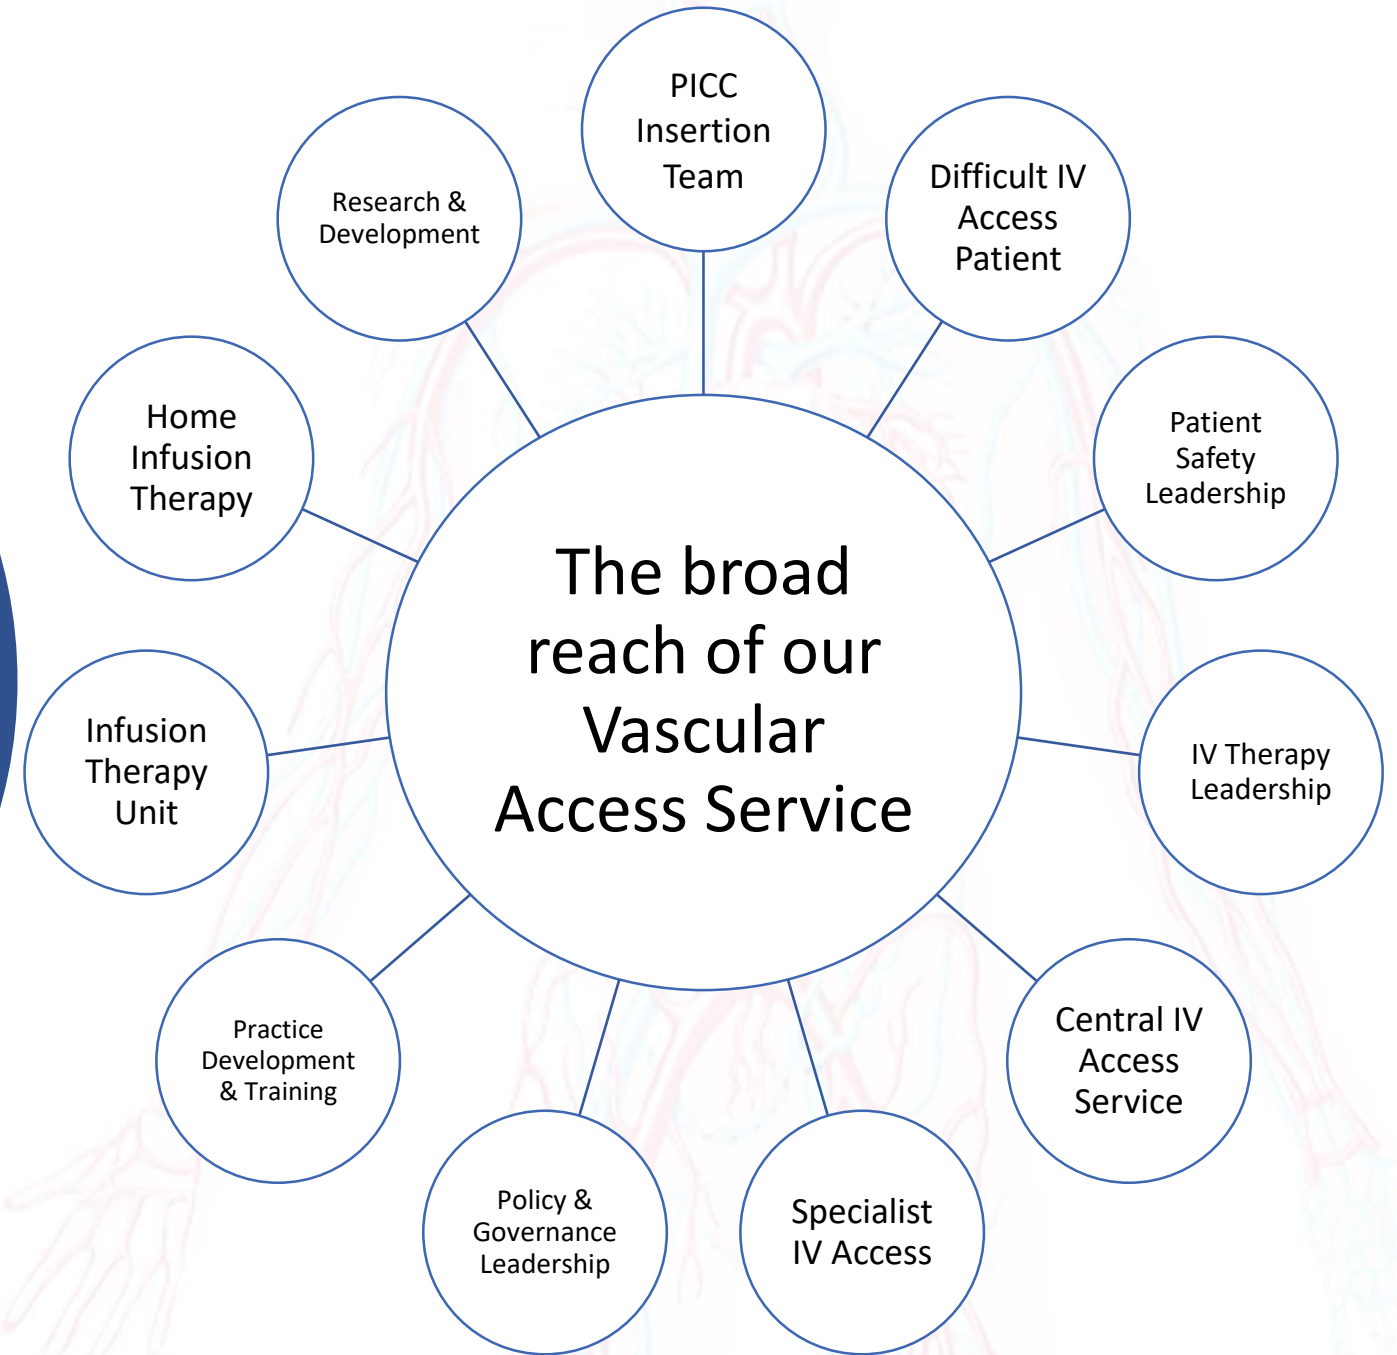 PICC
Insertion
Team
Difficult IV
Access
Patient
Patient
Safety
Leadership
IV Therapy
Leadership
Central IV
Access
Service
Specialist
IV Access
Policy &
Governance
Leadership
Practice
Development
& Training
Infusion
Therapy
Unit
Home
Infusion
Therapy
Research &
Development
The broad
reach of our
Vascular
Access Service